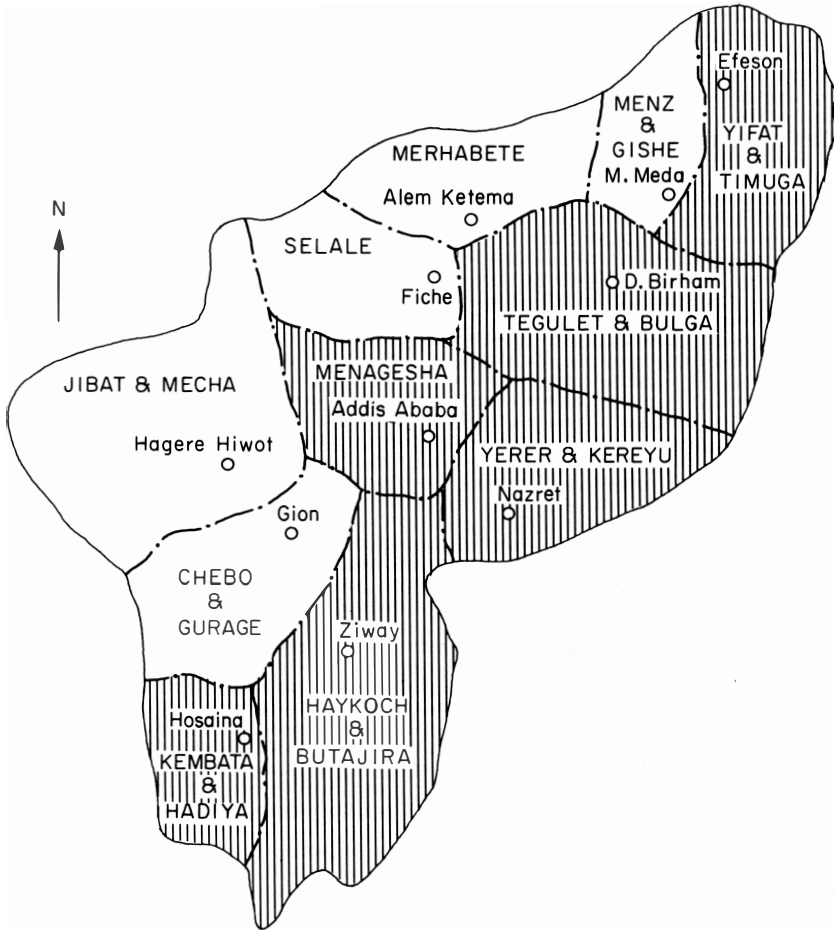 Efeson
MENZ
&
GISHE
M. Meda
YIFAT
&
TIMUGA
MERHABETE
Alem Ketema
N
SELALE
Fiche
D. Birham
TEGULET & BULGA
JIBAT & MECHA
MENAGESHA
Addis Ababa
Hagere Hiwot
YERER & KEREYU
Nazret
Gion
CHEBO
&
GURAGE
Ziway
HAYKOCH
&
BUTAJIRA
Hosaina
KEMBATA
&
HADIYA